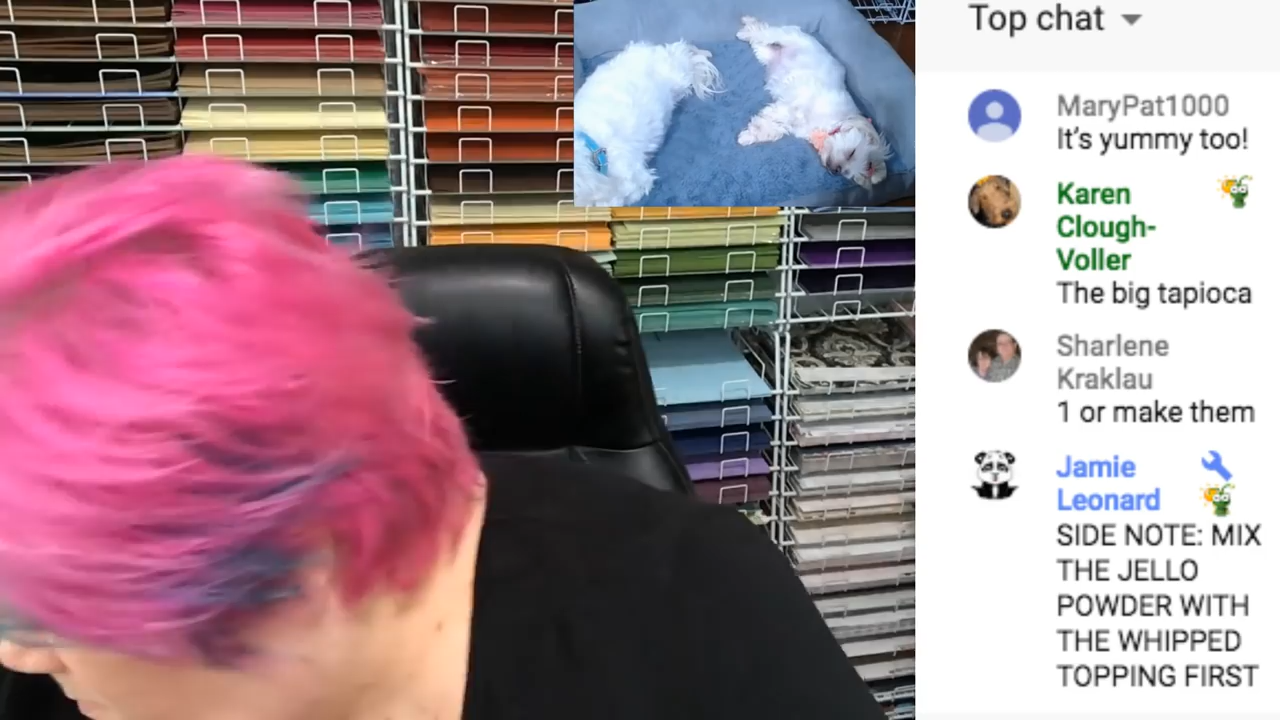 Top chat
MaryPat1000
It's yummy too!
Karen
Clough-
Voller
The big tapioca
Sharlene
Kraklau
1 or make them
Jamie
Leonard
SIDE NOTE: MIX
THE JELLO
POWDER WITH
THE WHIPPED
TOPPING FIRST